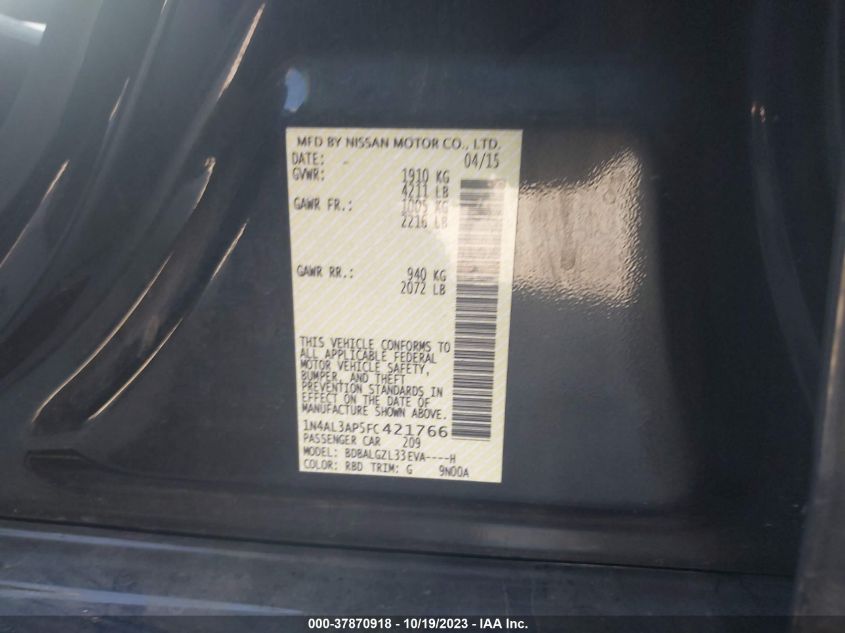 MFD BY NISSAN MOTOR CO., LTD.
DATE: 04/15
GVWR: 1910 KG
4211 LB
GAWR FR.: 1005 KG
2216 LB
GAWR RR.: 940 KG
2072 LB
THIS VEHICLE CONFORMS TO
ALL APPLICABLE FEDERAL
MOTOR VEHICLE SAFETY,
BUMPER, AND THEFT
PREVENTION STANDARDS IN
EFFECT ON THE DATE OF
MANUFACTURE SHOWN ABOVE.
1N4AL3AP5FC421766
PASSENGER CAR 209
MODEL: BDBALGZL33EVA----H
COLOR: RBD TRIM: G 9N00A
000-37870918 - 10/19/2023 - IAA Inc.